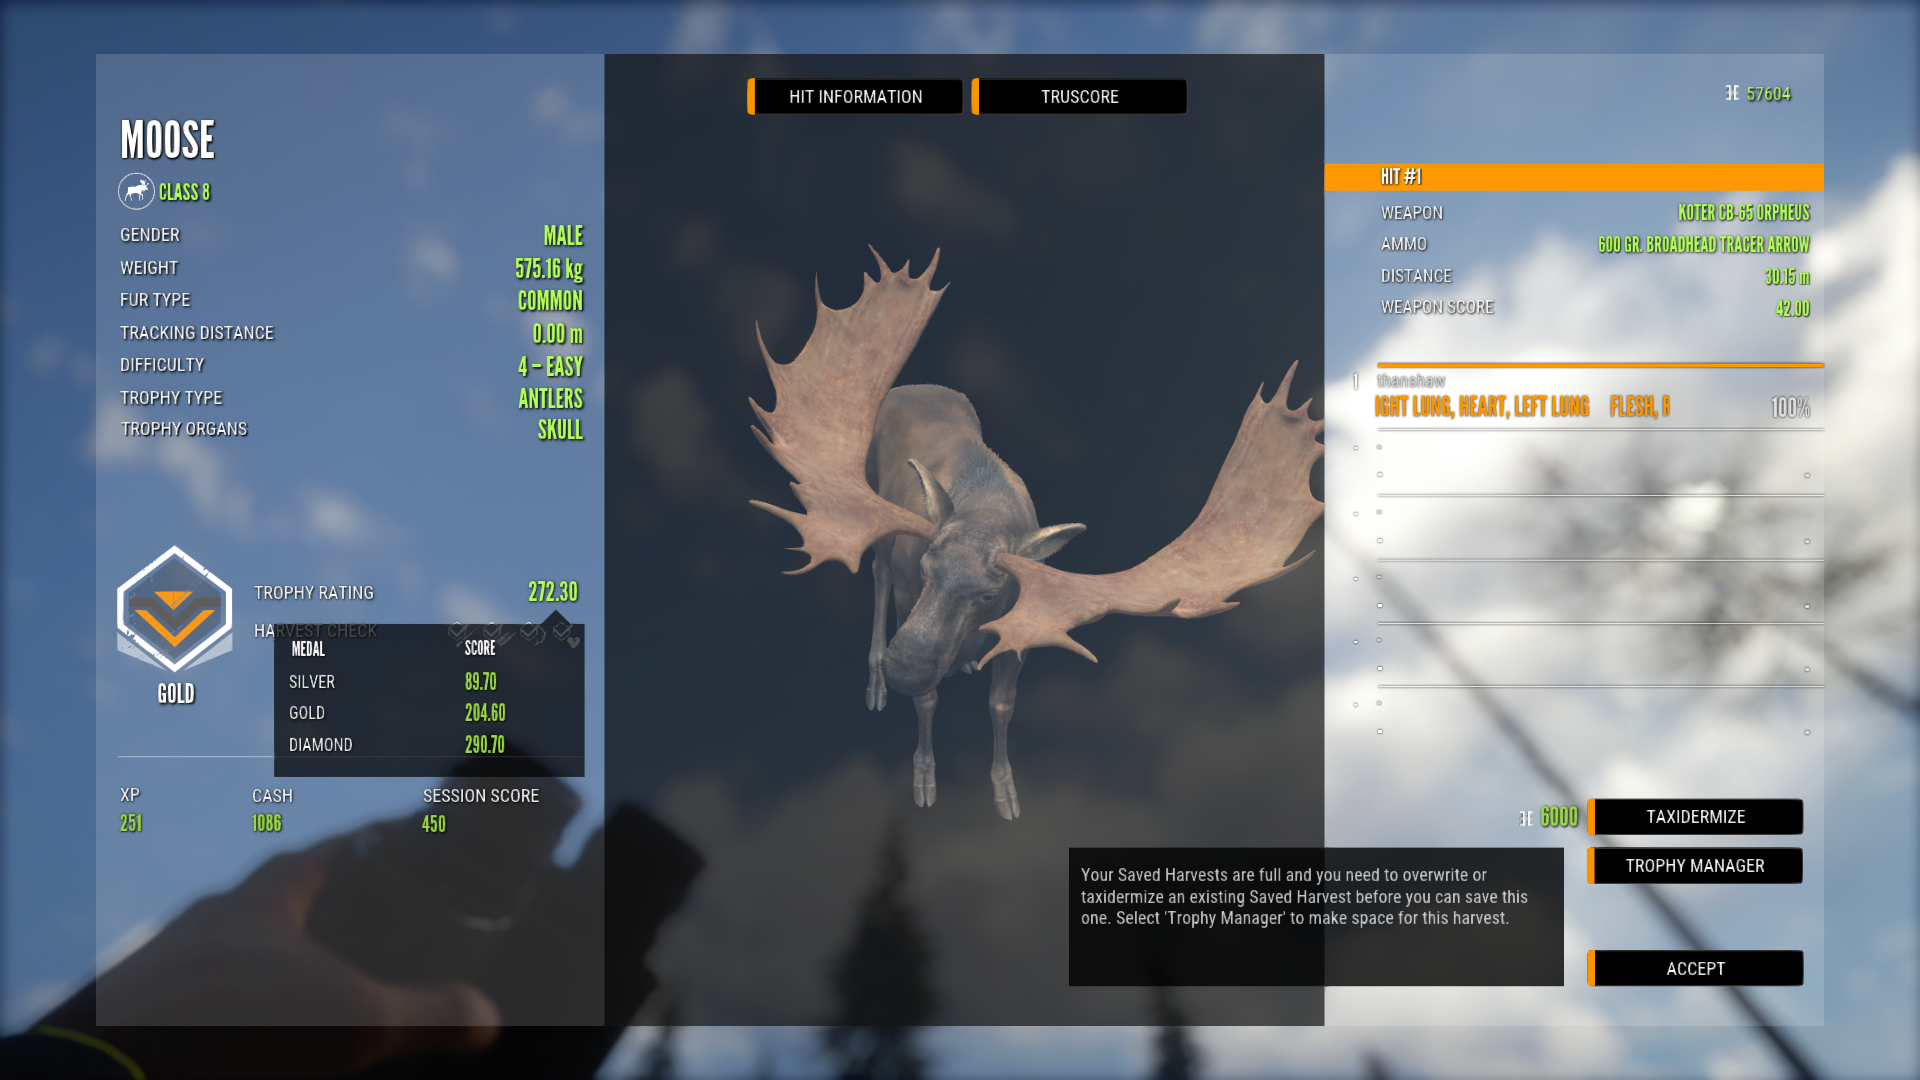 HIT INFORMATION
TRUSCORE
57604
MOOSE
CLASS 8
GENDER MALE
WEIGHT 575.16 kg
FUR TYPE COMMON
TRACKING DISTANCE 0.00 m
DIFFICULTY 4 – EASY
TROPHY TYPE ANTLERS
TROPHY ORGANS SKULL
GOLD
TROPHY RATING 272.30
HARVEST CHECK
MEDAL SCORE
SILVER 89.70
GOLD 204.60
DIAMOND 290.70
XP CASH SESSION SCORE
251 1086 450
HIT #1
WEAPON KOTER CB-65 ORPHEUS
AMMO 600 GR. BROADHEAD TRACER ARROW
DISTANCE 30.15 m
WEAPON SCORE 42.00
1 thanshaw
IGHT LUNG, HEART, LEFT LUNG FLESH, R 100%
6000 TAXIDERMIZE
TROPHY MANAGER
Your Saved Harvests are full and you need to overwrite or
taxidermize an existing Saved Harvest before you can save this
one. Select 'Trophy Manager' to make space for this harvest.
ACCEPT